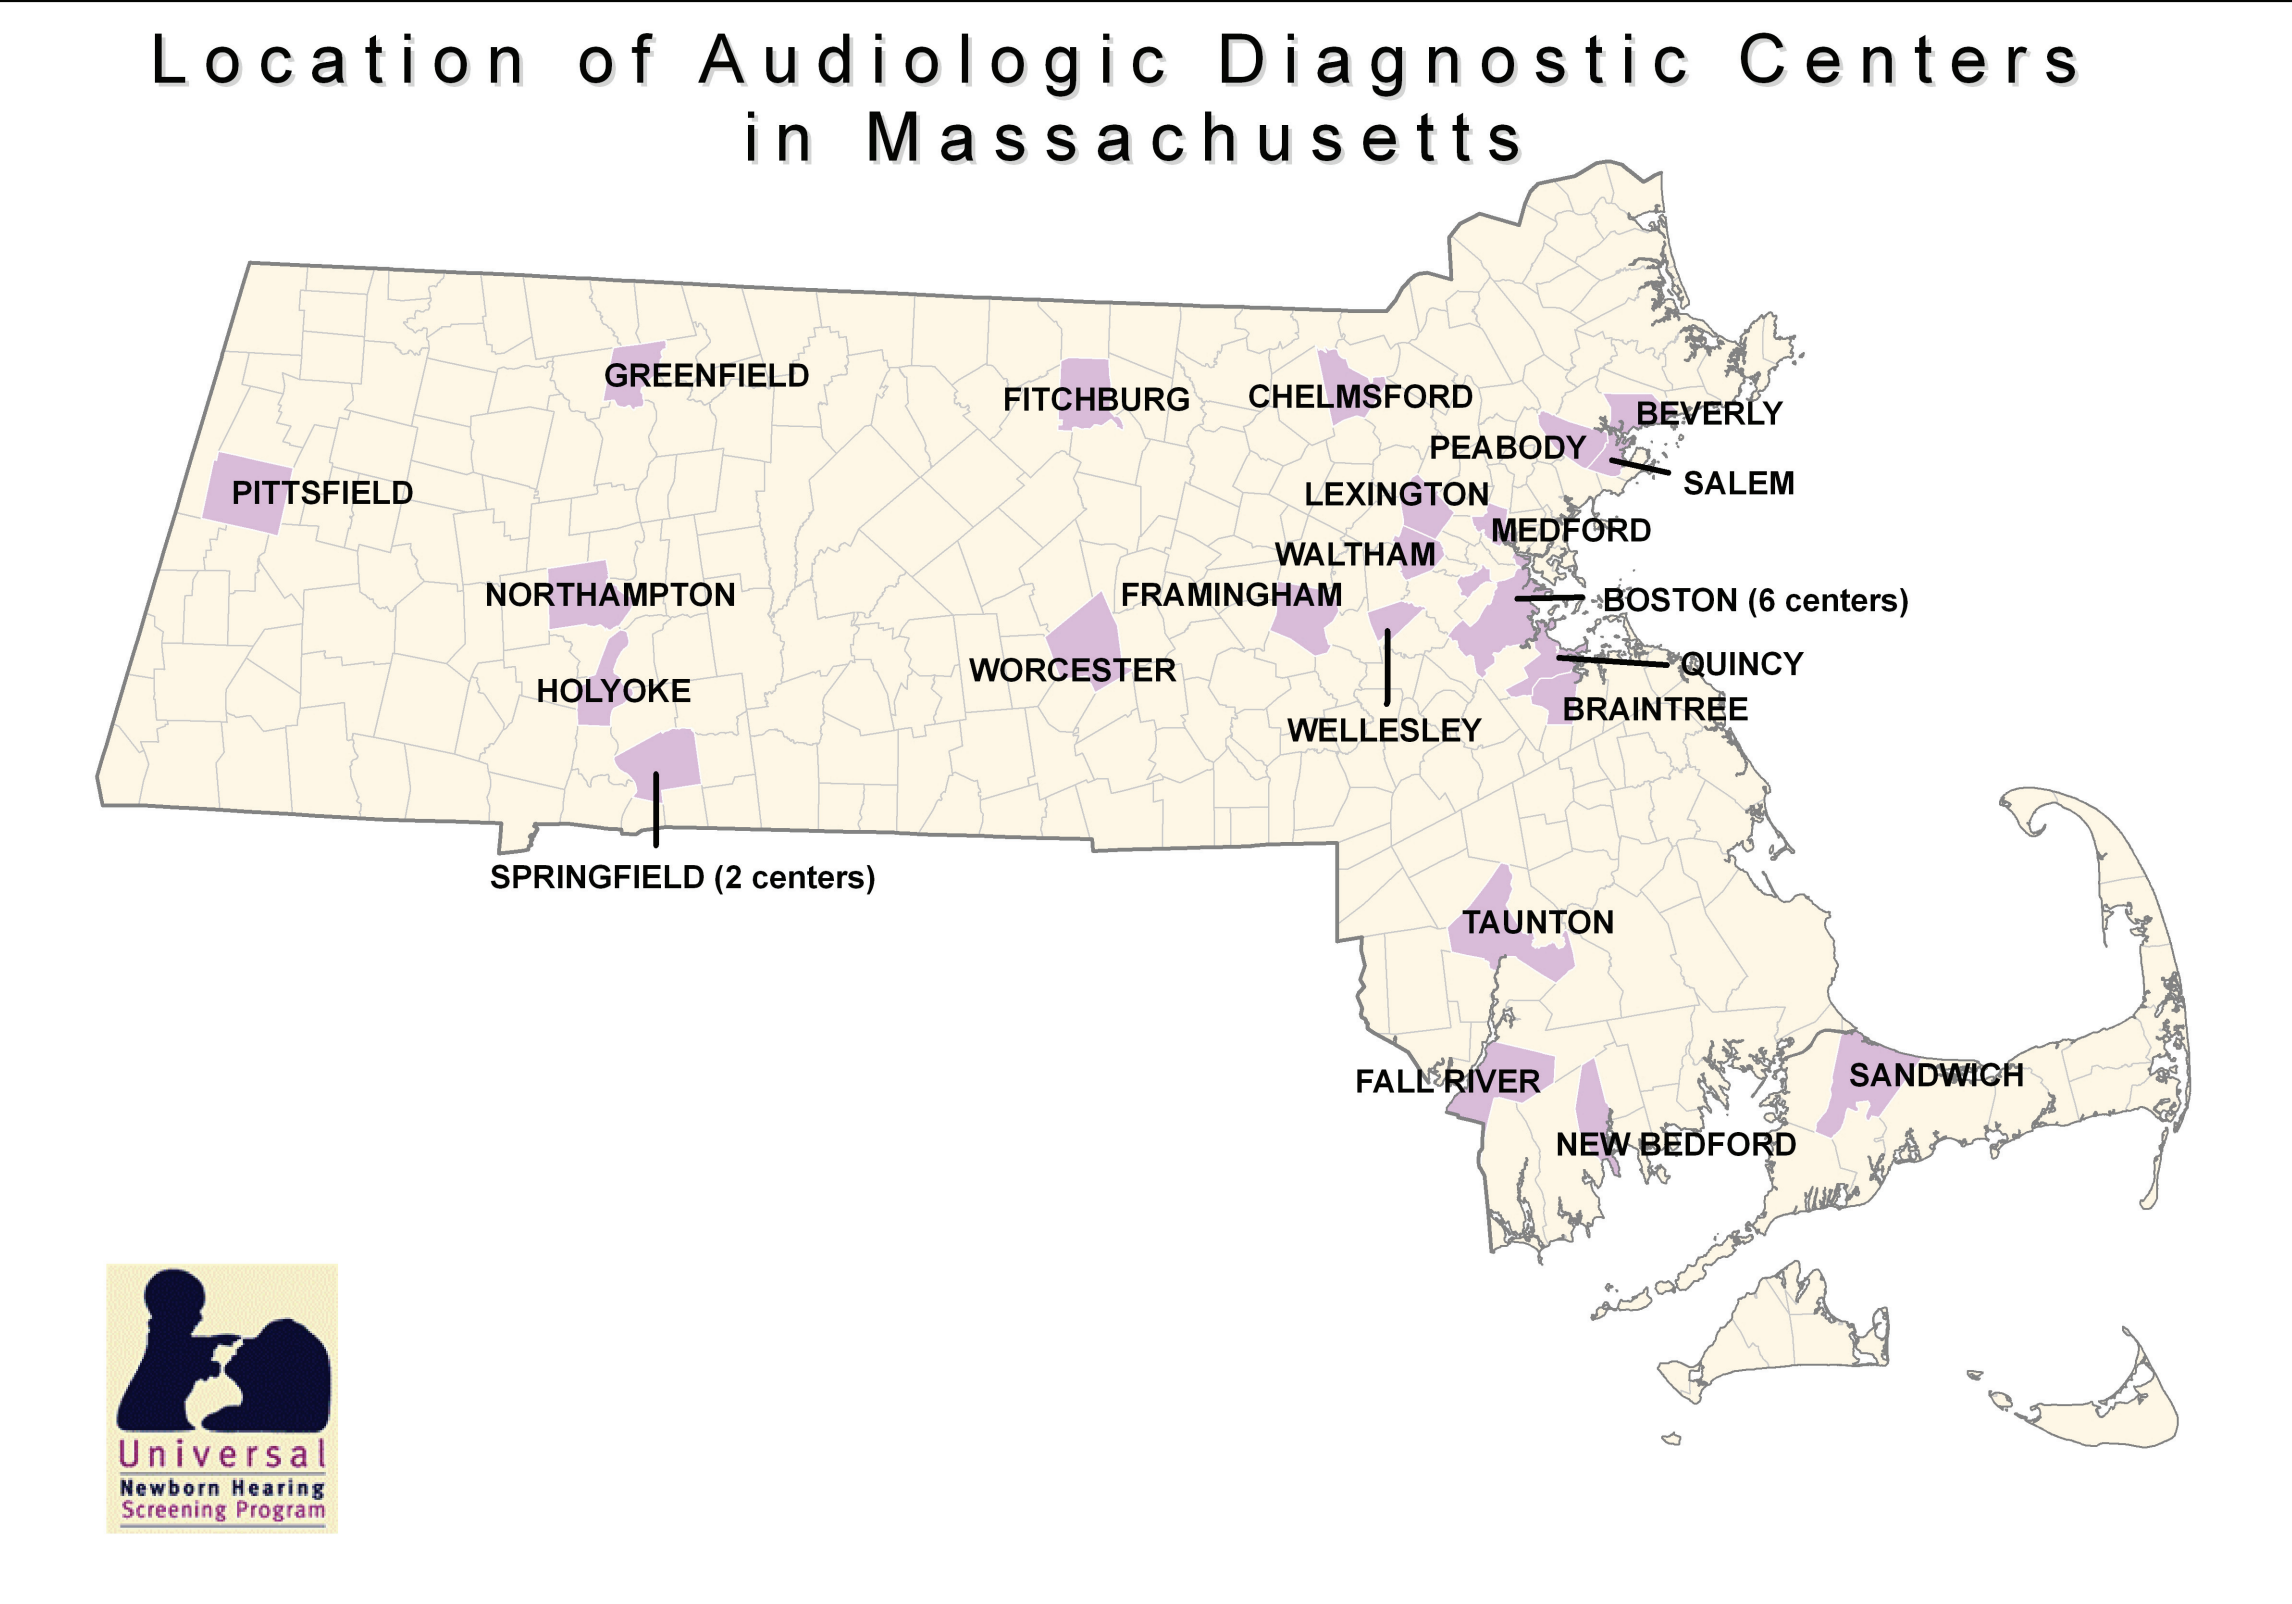 Location of Audiologic Diagnostic Centers
in Massachusetts
GREENFIELD
FITCHBURG
CHELMSFORD
BEVERLY
PEABODY
SALEM
PITTSFIELD
LEXINGTON
MEDFORD
WALTHAM
NORTHAMPTON
FRAMINGHAM
BOSTON (6 centers)
WORCESTER
QUINCY
HOLYOKE
BRAINTREE
WELLESLEY
SPRINGFIELD (2 centers)
TAUNTON
FALL RIVER
SANDWICH
NEW BEDFORD
Universal
Newborn Hearing
Screening Program